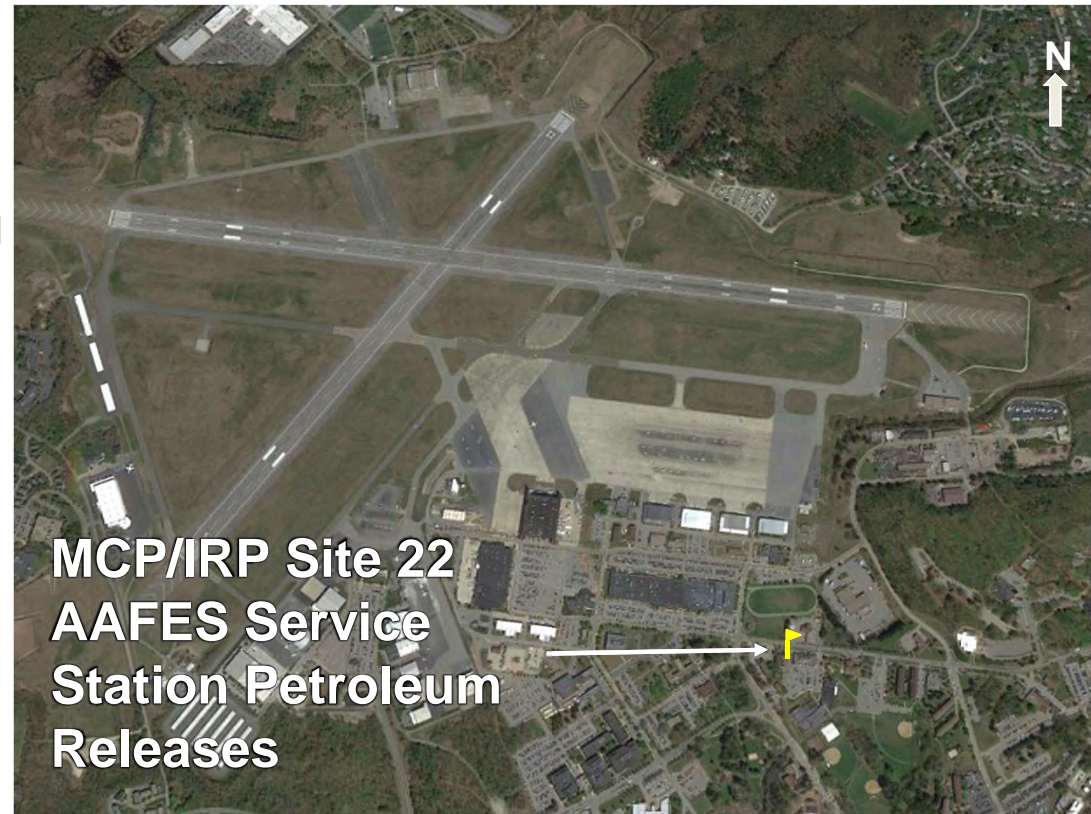 N
MCP/IRP Site 22
AAFES Service
Station Petroleum
Releases